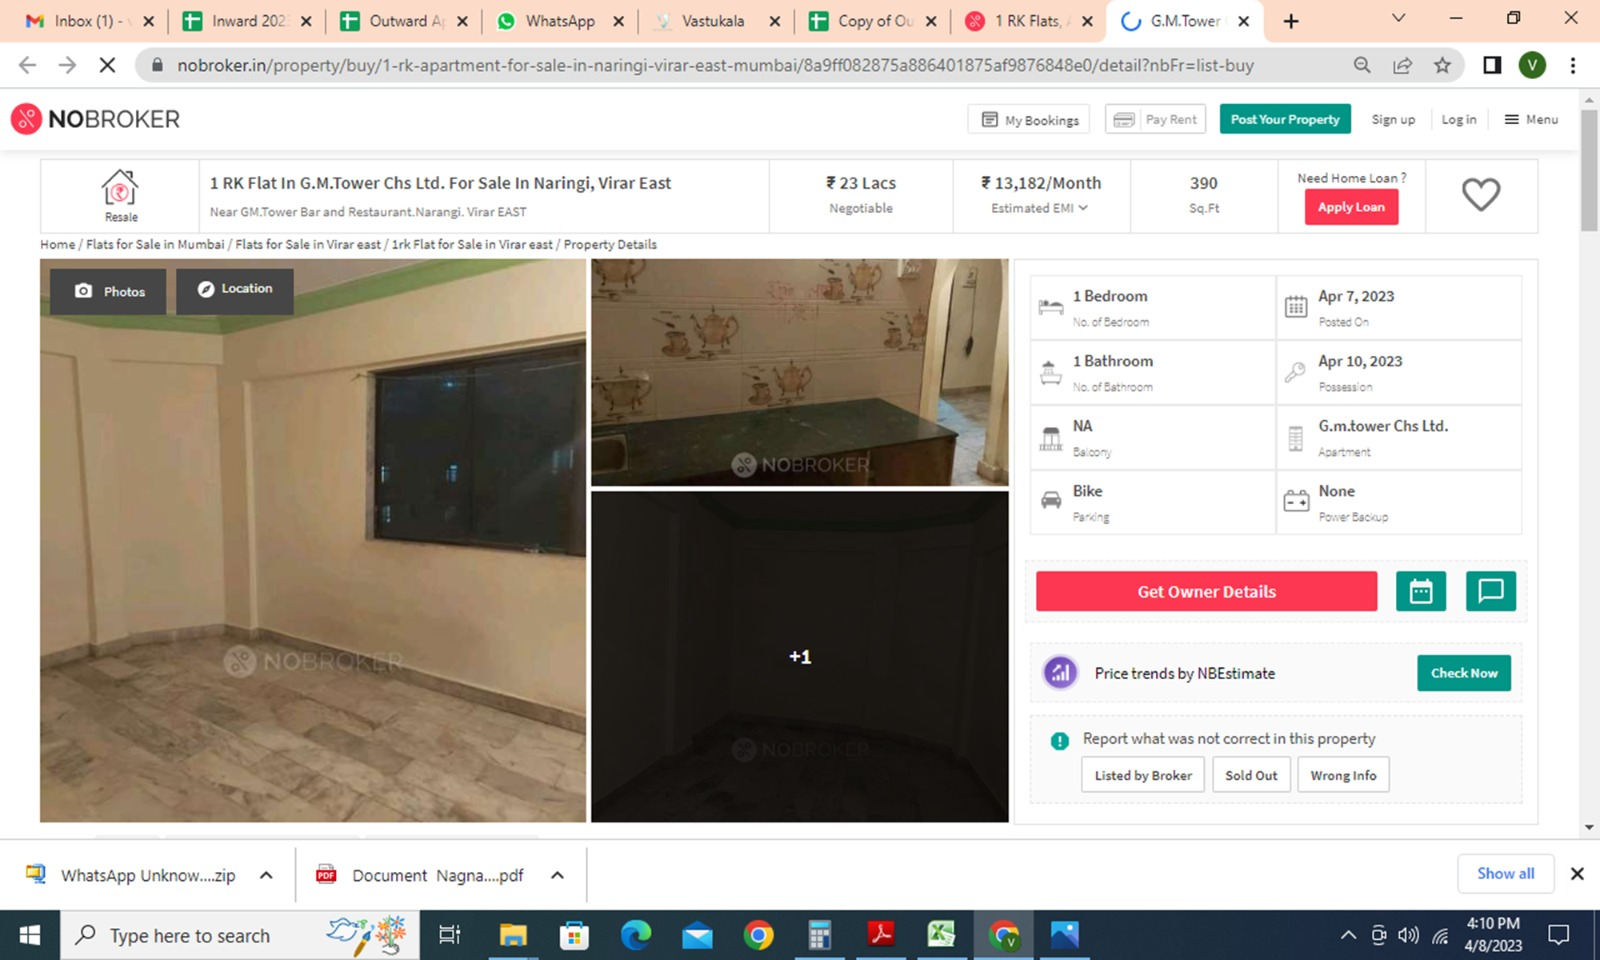 Inbox (1) -
Inward 202
Outward A
WhatsApp
Vastukala
Copy of Ou
1 RK Flats,
G.M.Tower
nobroker.in/property/buy/1-rk-apartment-for-sale-in-naringi-virar-east-mumbai/8a9ff082875a886401875af9876848e0/detail?nbFr=list-buy
V
NOBROKER
My Bookings
Pay Rent
Post Your Property
Sign up
Log in
Menu
Resale
1 RK Flat In G.M.Tower Chs Ltd. For Sale In Naringi, Virar East
Near GM.Tower Bar and Restaurant.Narangi. Virar EAST
₹ 23 Lacs
Negotiable
₹ 13,182/Month
Estimated EMI
390
Sq.Ft
Need Home Loan ?
Apply Loan
Home / Flats for Sale in Mumbai / Flats for Sale in Virar east / 1rk Flat for Sale in Virar east / Property Details
Photos
Location
NOBROKER
NOBROKER
+1
NOBROKER
1 Bedroom
No. of Bedroom
Apr 7, 2023
Posted On
1 Bathroom
No. of Bathroom
Apr 10, 2023
Possession
NA
Balcony
G.m.tower Chs Ltd.
Apartment
Bike
Parking
None
Power Backup
Get Owner Details
Price trends by NBEstimate
Check Now
Report what was not correct in this property
Listed by Broker
Sold Out
Wrong Info
WhatsApp Unknow....zip
PDF
Document Nagna....pdf
Show all
Type here to search
V
4:10 PM
4/8/2023